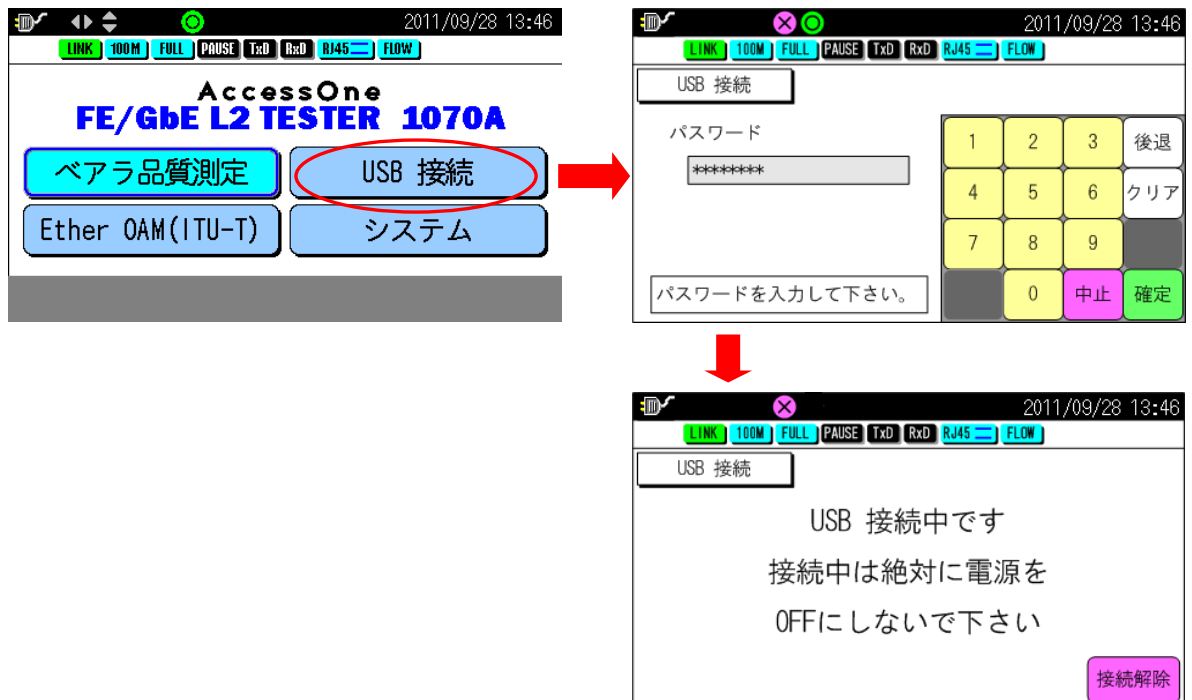 2011/09/28 13:46
LINK 100M FULL PAUSE TxD RxD RJ45 FLOW
AccessOne
FE/GbE L2 TESTER 1070A
ベアラ品質測定 USB 接続
Ether OAM(ITU-T) システム
2011/09/28 13:46
LINK 100M FULL PAUSE TxD RxD RJ45 FLOW
USB 接続
パスワード
********
パスワードを入力して下さい。
1 2 3 後退
4 5 6 クリア
7 8 9
0 中止 確定
2011/09/28 13:46
LINK 100M FULL PAUSE TxD RxD RJ45 FLOW
USB 接続
USB 接続中です
接続中は絶対に電源を
OFFにしないで下さい
接続解除